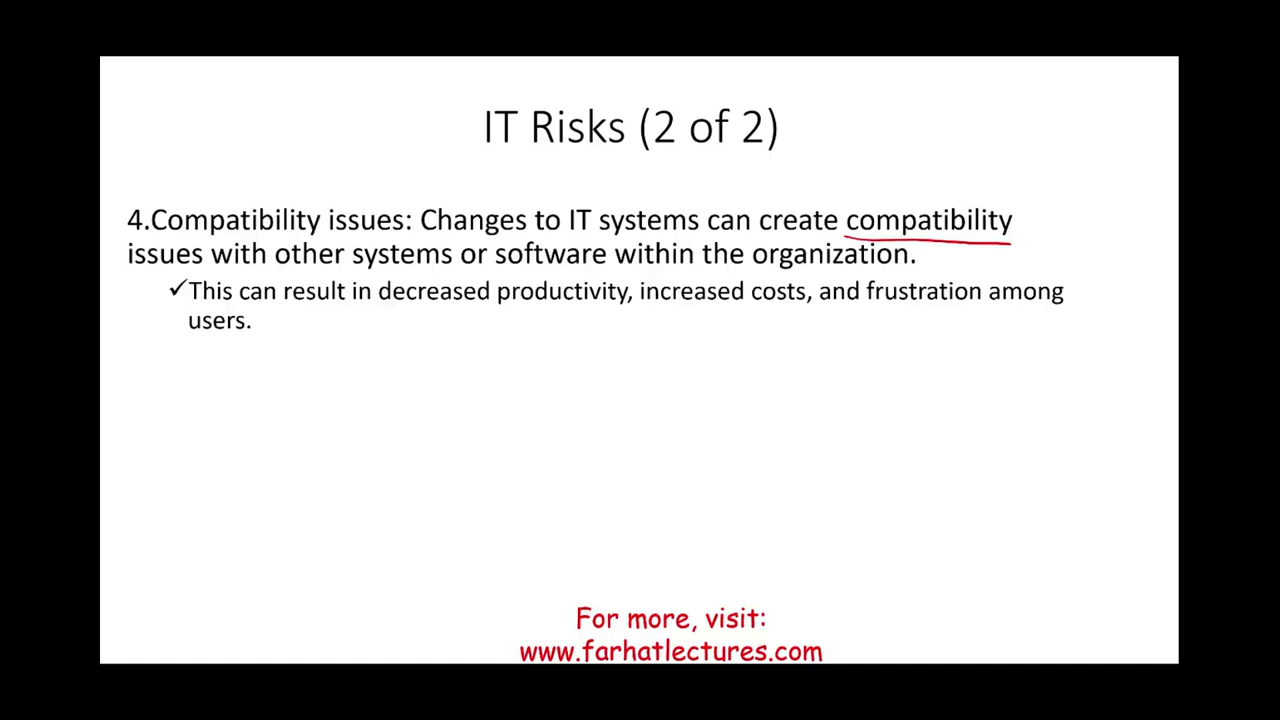 IT Risks (2 of 2)
4.Compatibility issues: Changes to IT systems can create compatibility
issues with other systems or software within the organization.
✓This can result in decreased productivity, increased costs, and frustration among
users.
For more, visit:
www.farhatlectures.com